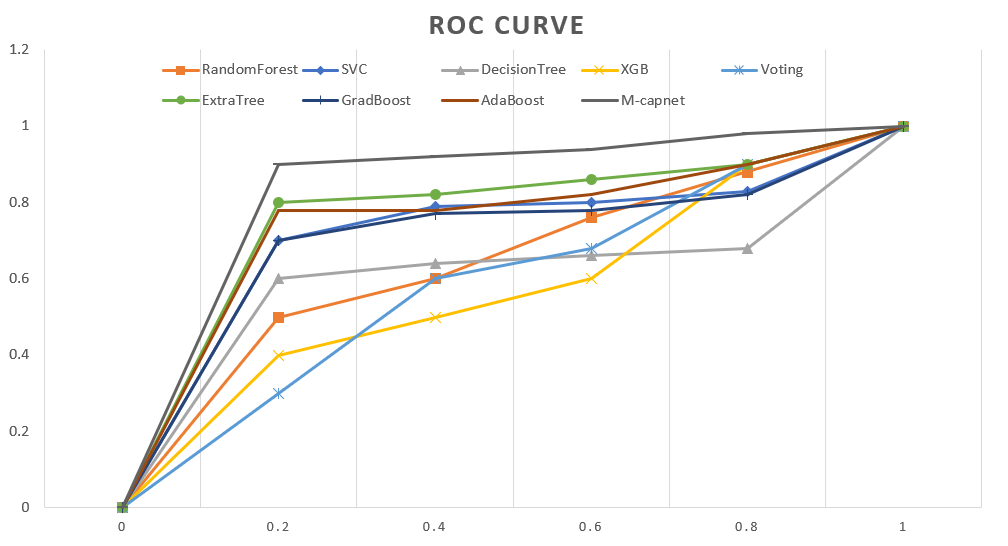 ROC CURVE
1.2
RandomForest SVC DecisionTree XGB Voting
ExtraTree GradBoost AdaBoost M-capnet
1
0.8
0.6
0.4
0.2
0
0 0.2 0.4 0.6 0.8 1